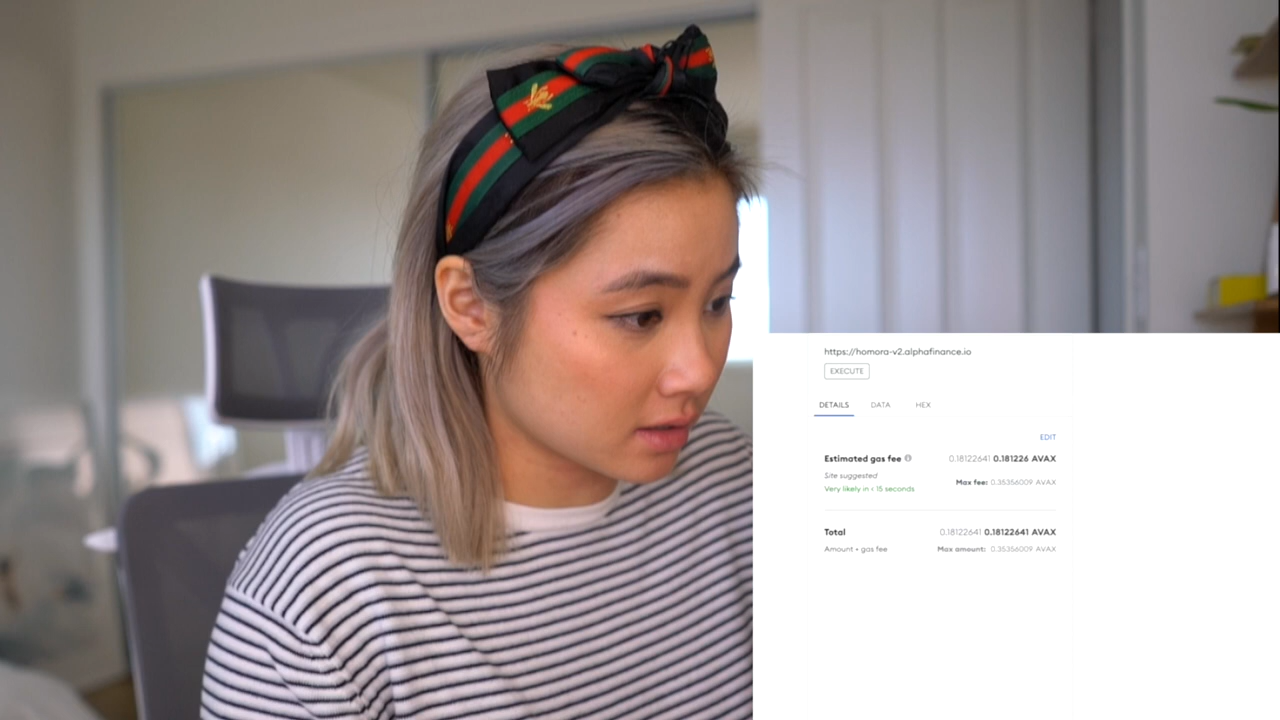 https://homora-v2.alphafinance.io
EXECUTE
DETAILS DATA HEX
EDIT
Estimated gas fee 0.18122641 0.181226 AVAX
Site suggested
Very likely in < 15 seconds Max fee: 0.35356009 AVAX
Total 0.18122641 0.18122641 AVAX
Amount + gas fee Max amount: 0.35356009 AVAX